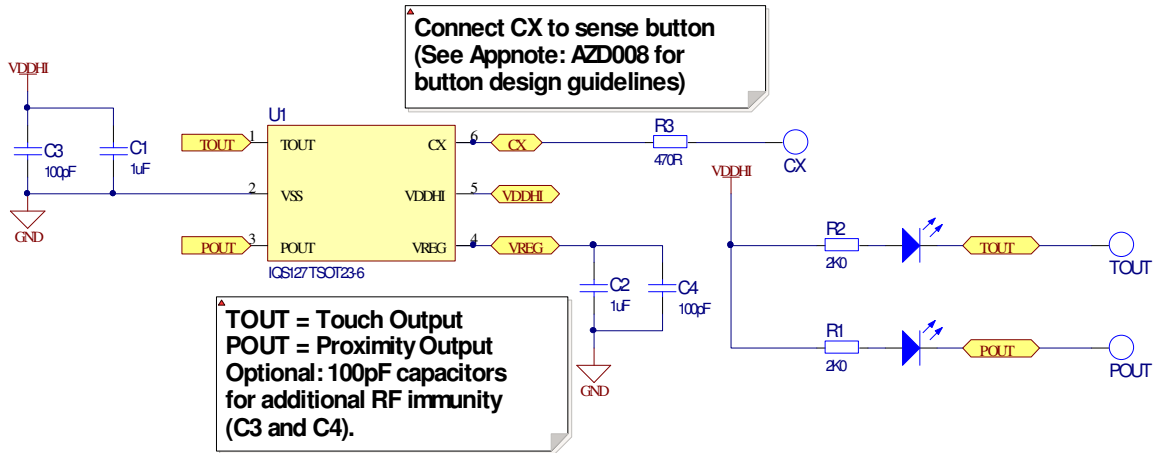 Connect CX to sense button
(See Appnote: AZD008 for
button design guidelines)
VDDHI
C3
100pF
C1
1uF
GND
U1
TOUT
1
TOUT
2
VSS
POUT
3
POUT
CX
6
CX
VDDHI
5
VDDHI
VREG
4
VREG
IQS127 TSOT23-6
R3
470R
CX
C2
1uF
C4
100pF
GND
VDDHI
R2
2K0
TOUT
TOUT
R1
2K0
POUT
POUT
TOUT = Touch Output
POUT = Proximity Output
Optional: 100pF capacitors
for additional RF immunity
(C3 and C4).